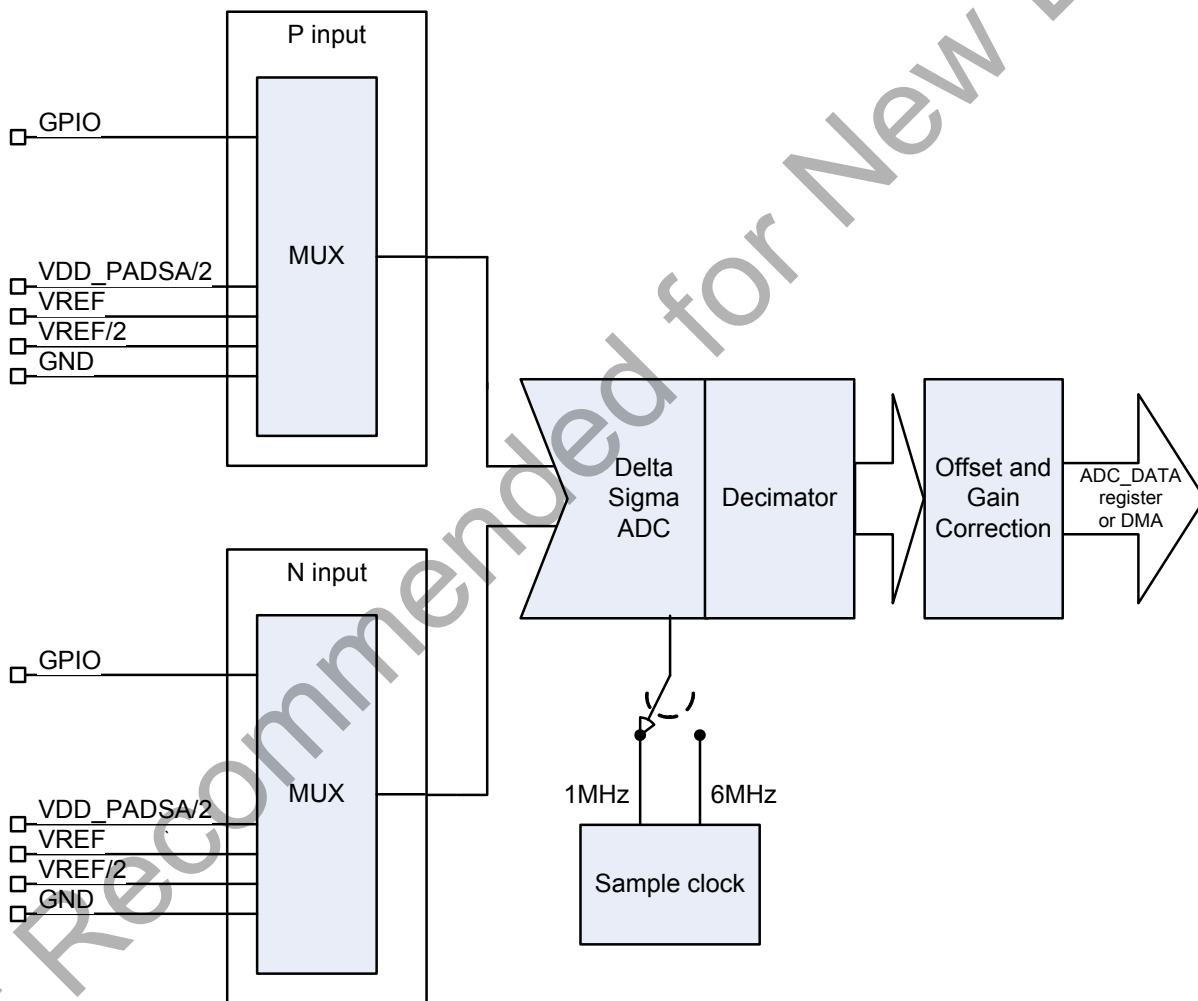 P input
GPIO
MUX
VDD_PADSA/2
VREF
VREF/2
GND
Delta
Sigma
ADC
Decimator
Offset and
Gain
Correction
ADC_DATA
register
or DMA
N input
GPIO
MUX
VDD_PADSA/2
VREF
VREF/2
GND
1MHz
6MHz
Sample clock
Recommended for New